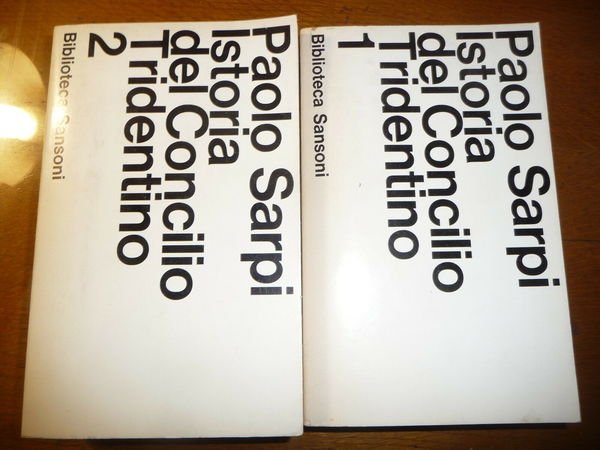 Paolo Sarpi
Istoria
del Concilio
Tridentino
2
Biblioteca Sansoni
Paolo Sarpi
Istoria
del Concilio
Tridentino
1
Biblioteca Sansoni